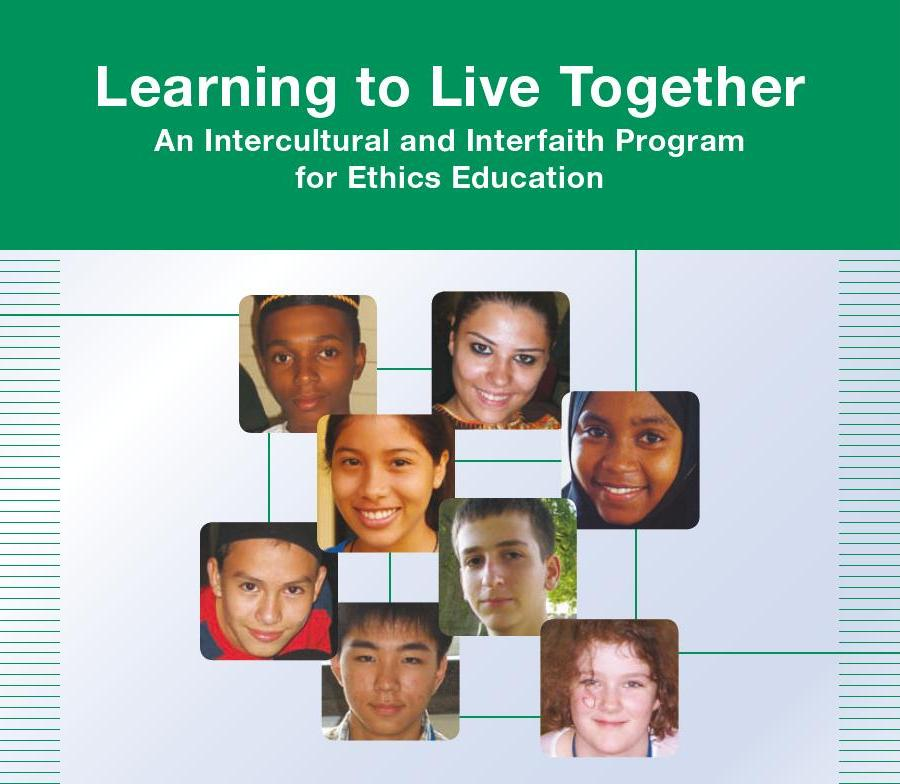 Learning to Live Together
An Intercultural and Interfaith Program
for Ethics Education